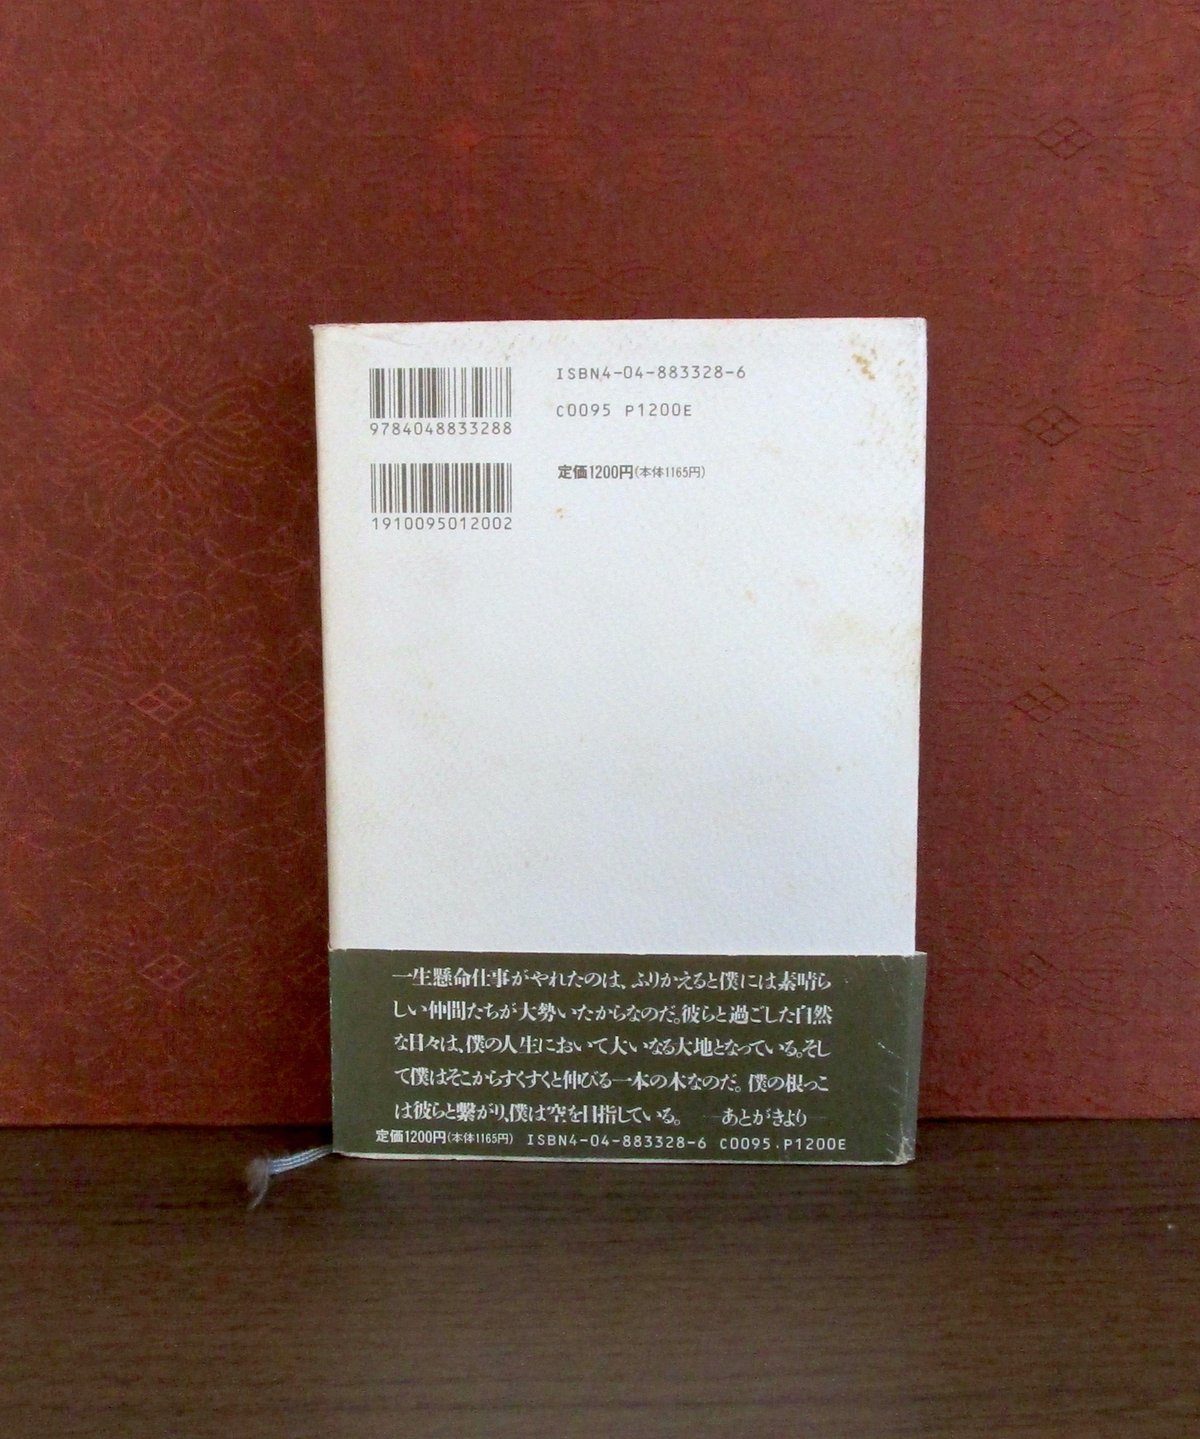 ISBN4-04-883328-6
9784048833288
C0095 P1200E
定価1200円(本体1165円)
1910095012002
一生懸命仕事がやれたのは、ふりかえると僕には素晴ら
しい仲間たちが大勢いたからなのだ。彼らと過ごした自然
な日々は、僕の人生において大いなる大地となっている。そし
て僕はそこからすくすくと伸びる一本の木なのだ。僕の根っこ
は彼らと繋がり、僕は空を目指している。 —あとがきより—
定価1200円(本体1165円) ISBN4-04-883328-6 C0095 P1200E